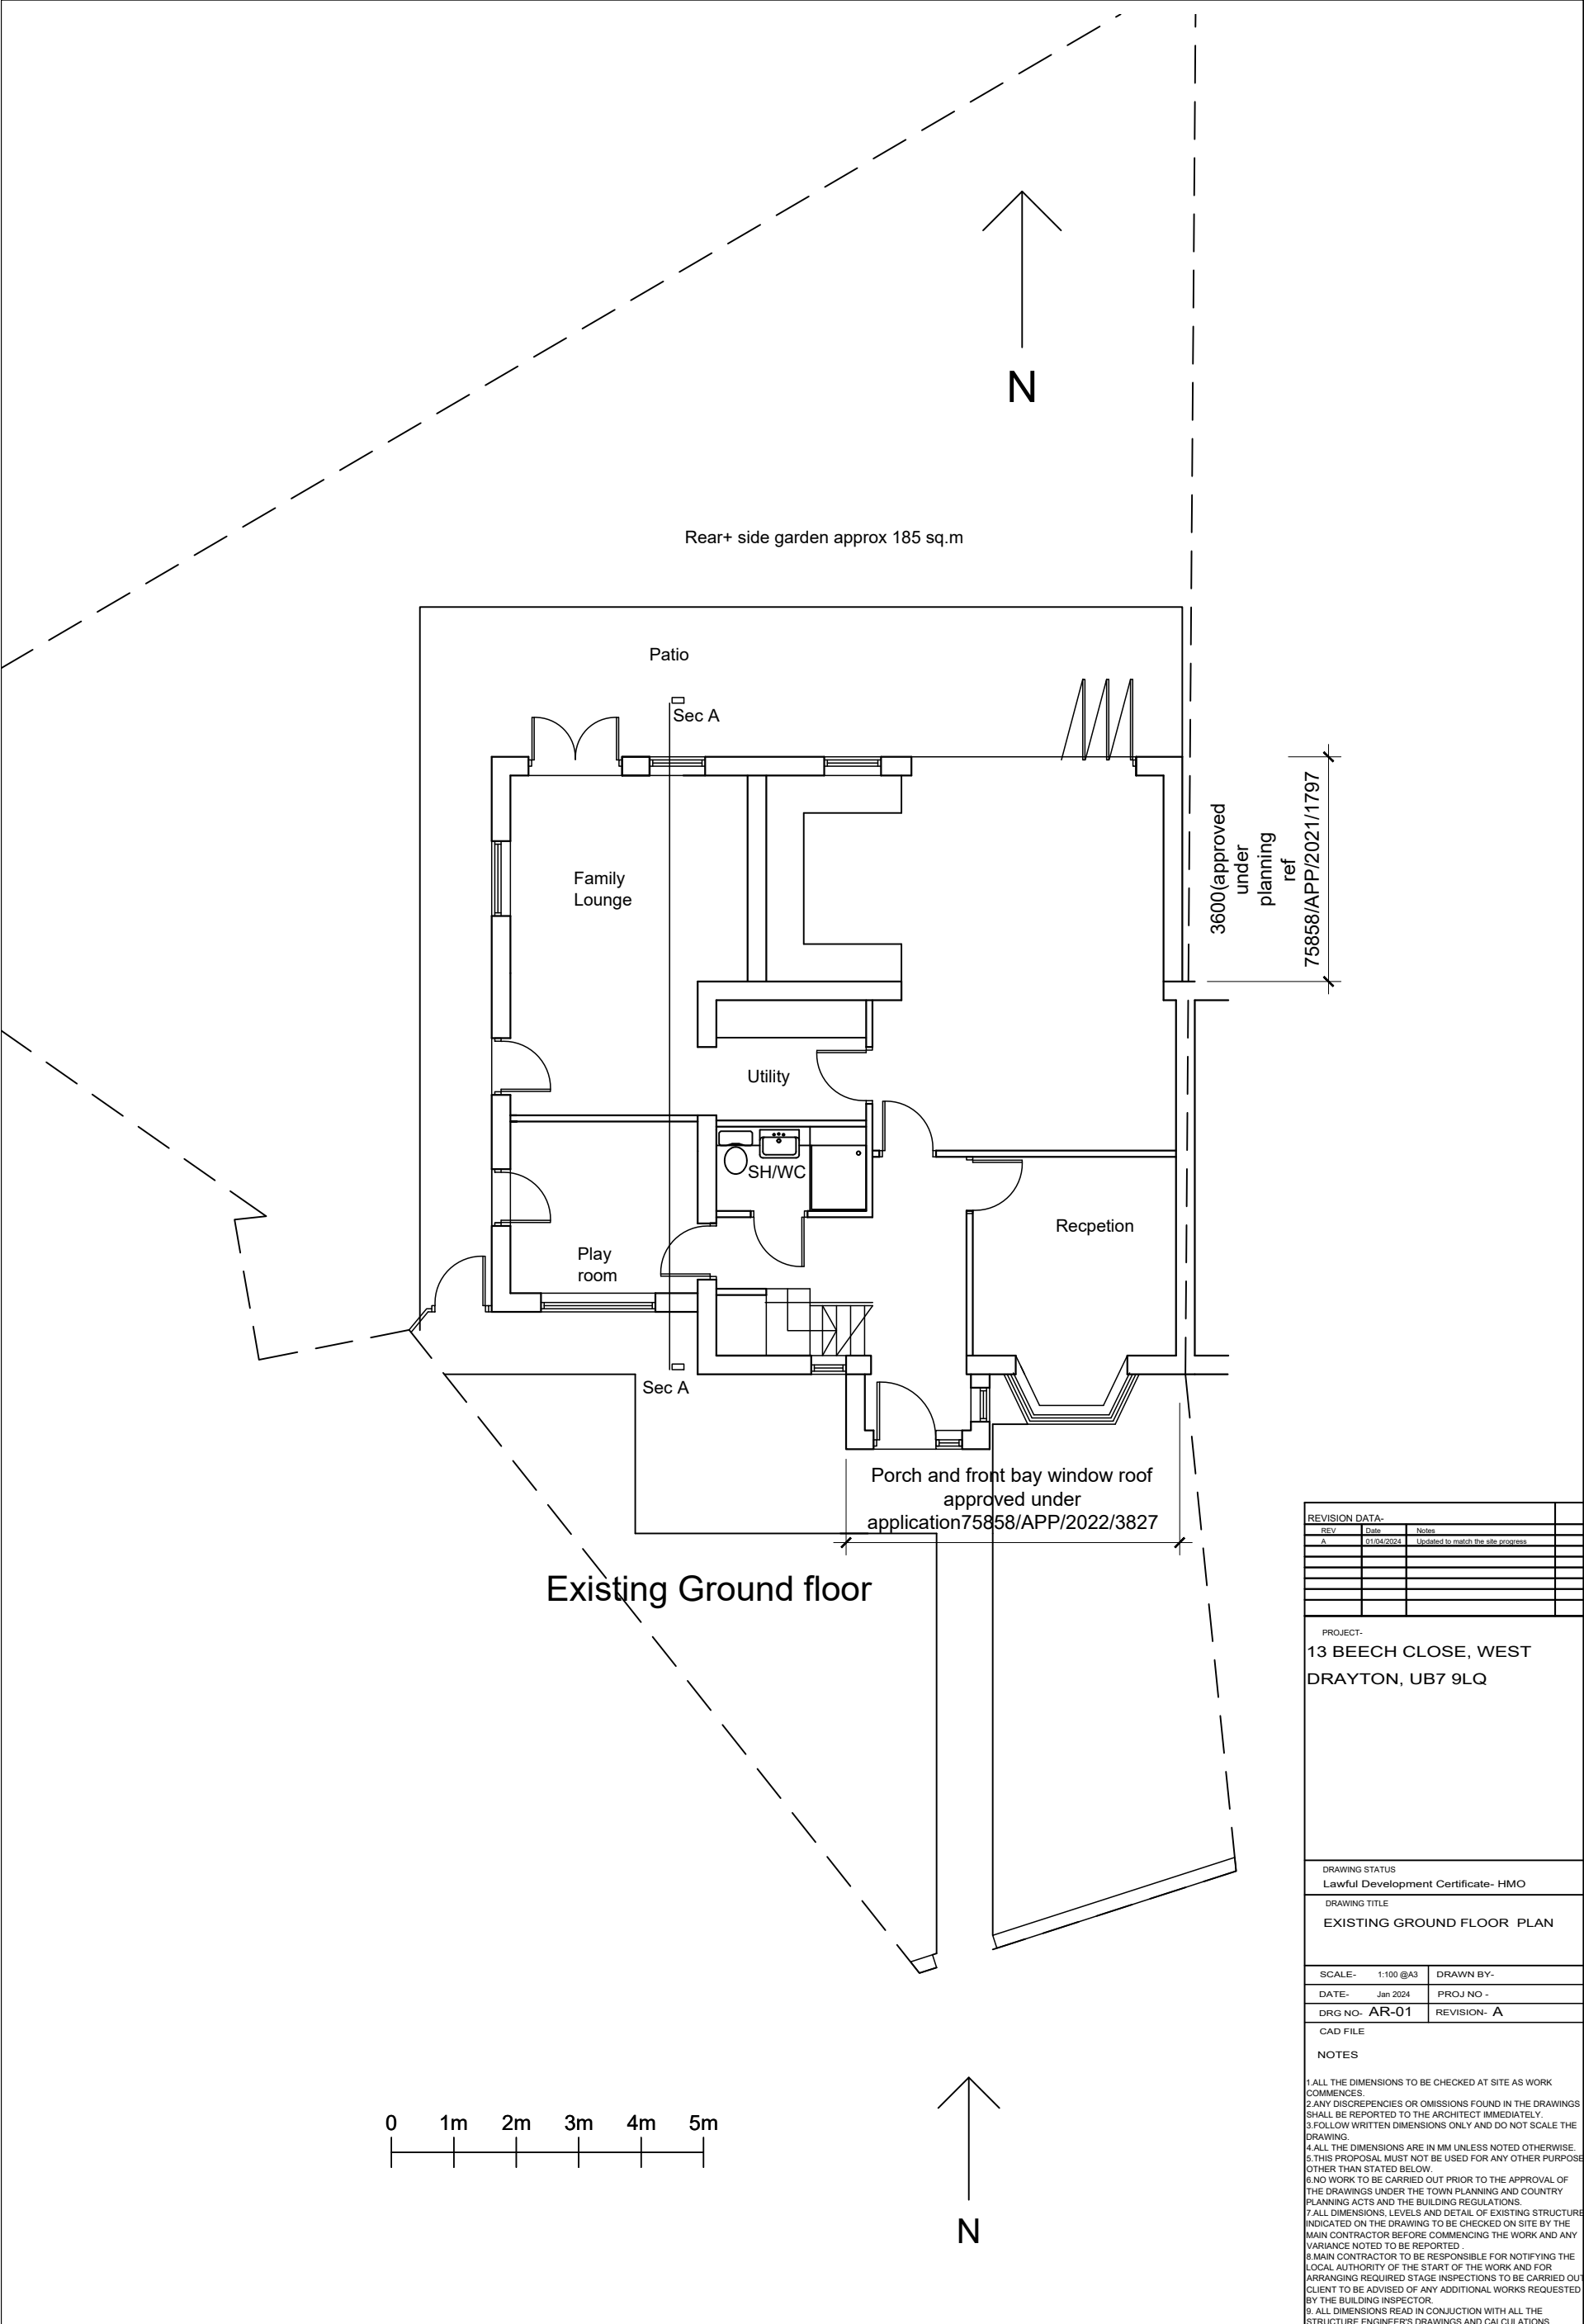 N
Rear+ side garden approx 185 sq.m
Patio
Sec A
3600(approved
under
planning
ref
75858/APP/2021/1797
Family
Lounge
Utility
SH/WC
Recpetion
Play
room
Sec A
Porch and front bay window roof
approved under
application75858/APP/2022/3827
Existing Ground floor
REVISION DATA-
REV Date Notes
A 01/04/2024 Updated to match the site progress
PROJECT-
13 BEECH CLOSE, WEST
DRAYTON, UB7 9LQ
DRAWING STATUS
Lawful Development Certificate- HMO
DRAWING TITLE
EXISTING GROUND FLOOR PLAN
SCALE- 1:100 @A3 DRAWN BY-
DATE- Jan 2024 PROJ NO -
DRG NO- AR-01 REVISION- A
CAD FILE
NOTES
1.ALL THE DIMENSIONS TO BE CHECKED AT SITE AS WORK
COMMENCES.
2.ANY DISCREPENCIES OR OMISSIONS FOUND IN THE DRAWINGS
SHALL BE REPORTED TO THE ARCHITECT IMMEDIATELY.
3.FOLLOW WRITTEN DIMENSIONS ONLY AND DO NOT SCALE THE
DRAWING.
4.ALL THE DIMENSIONS ARE IN MM UNLESS NOTED OTHERWISE.
5.THIS PROPOSAL MUST NOT BE USED FOR ANY OTHER PURPOSE
OTHER THAN STATED BELOW.
6.NO WORK TO BE CARRIED OUT PRIOR TO THE APPROVAL OF
THE DRAWINGS UNDER THE TOWN PLANNING AND COUNTRY
PLANNING ACTS AND THE BUILDING REGULATIONS.
7.ALL DIMENSIONS, LEVELS AND DETAIL OF EXISTING STRUCTURE
INDICATED ON THE DRAWING TO BE CHECKED ON SITE BY THE
MAIN CONTRACTOR BEFORE COMMENCING THE WORK AND ANY
VARIANCE NOTED TO BE REPORTED .
8.MAIN CONTRACTOR TO BE RESPONSIBLE FOR NOTIFYING THE
LOCAL AUTHORITY OF THE START OF THE WORK AND FOR
ARRANGING REQUIRED STAGE INSPECTIONS TO BE CARRIED OUT
CLIENT TO BE ADVISED OF ANY ADDITIONAL WORKS REQUESTED
BY THE BUILDING INSPECTOR.
9. ALL DIMENSIONS READ IN CONJUCTION WITH ALL THE
STRUCTURE ENGINEER'S DRAWINGS AND CALCULATIONS
0 1m 2m 3m 4m 5m
N